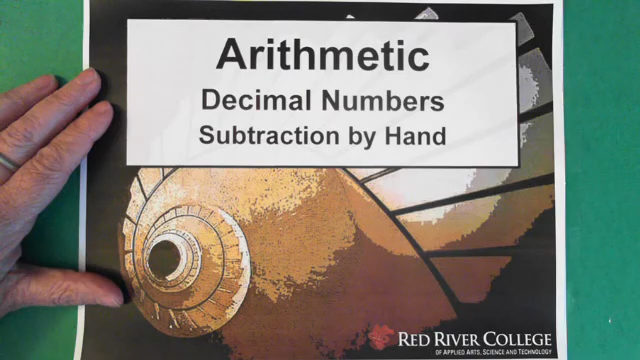 Arithmetic
Decimal Numbers
Subtraction by Hand
RED RIVER COLLEGE
OF APPLIED ARTS, SCIENCE AND TECHNOLOGY